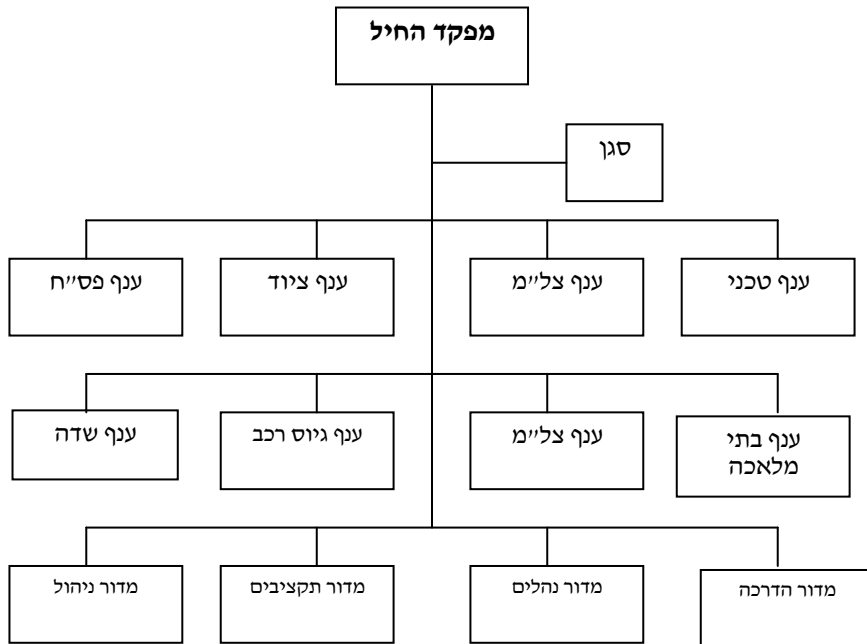 מפקד החיל
סגן
ענף טכני
ענף צל״מ
ענף ציוד
ענף פס״ח
ענף בתי
מלאכה
ענף צל״מ
ענף גיוס רכב
ענף שדה
מדור הדרכה
מדור נהלים
מדור תקציבים
מדור ניהול